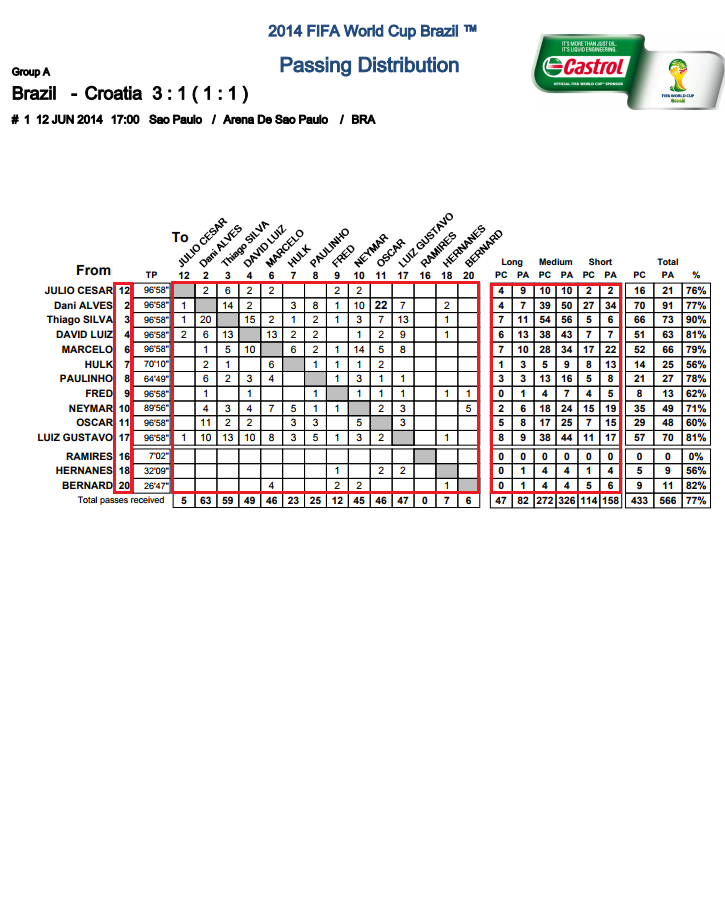 2014 FIFA World Cup Brazil ™
Passing Distribution
IT'S MORE THAN JUST OIL.
IT'S LIQUID ENGINEERING.
Castrol
OFFICIAL FIFA WORLD CUP™ SPONSOR
FIFA WORLD CUP
Brasil
Group A
Brazil - Croatia 3 : 1 ( 1 : 1 )
# 1 12 JUN 2014 17:00 Sao Paulo / Arena De Sao Paulo / BRA
To JULIO CESAR Dani ALVES Thiago SILVA DAVID LUIZ MARCELO HULK PAULINHO FRED NEYMAR OSCAR LUIZ GUSTAVO RAMIRES HERNANES BERNARD
Long Medium Short Total
From TP 12 2 3 4 6 7 8 9 10 11 17 16 18 20 PC PA PC PA PC PA PC PA %
JULIO CESAR 12 96'58" 2 6 2 2 2 2 4 9 10 10 2 2 16 21 76%
Dani ALVES 2 96'58" 1 14 2 3 8 1 10 22 7 2 4 7 39 50 27 34 70 91 77%
Thiago SILVA 3 96'58" 1 20 15 2 1 2 1 3 7 13 1 7 11 54 56 5 6 66 73 90%
DAVID LUIZ 4 96'58" 2 6 13 13 2 2 1 2 9 1 6 13 38 43 7 7 51 63 81%
MARCELO 6 96'58" 1 5 10 6 2 1 14 5 8 7 10 28 34 17 22 52 66 79%
HULK 7 70'10" 2 1 6 1 1 1 2 1 3 5 9 8 13 14 25 56%
PAULINHO 8 64'49" 6 2 3 4 1 3 1 1 3 3 13 16 5 8 21 27 78%
FRED 9 96'58" 1 1 1 1 1 1 1 1 0 1 4 7 4 5 8 13 62%
NEYMAR 10 89'56" 4 3 4 7 5 1 1 2 3 5 2 6 18 24 15 19 35 49 71%
OSCAR 11 96'58" 11 2 2 3 3 5 3 5 8 17 25 7 15 29 48 60%
LUIZ GUSTAVO 17 96'58" 1 10 13 10 8 3 5 1 3 2 1 8 9 38 44 11 17 57 70 81%
RAMIRES 16 7'02" 0 0 0 0 0 0 0 0 0%
HERNANES 18 32'09" 1 2 2 0 1 4 4 1 4 5 9 56%
BERNARD 20 26'47" 4 2 2 1 0 1 4 4 5 6 9 11 82%
Total passes received 5 63 59 49 46 23 25 12 45 46 47 0 7 6 47 82 272 326 114 158 433 566 77%